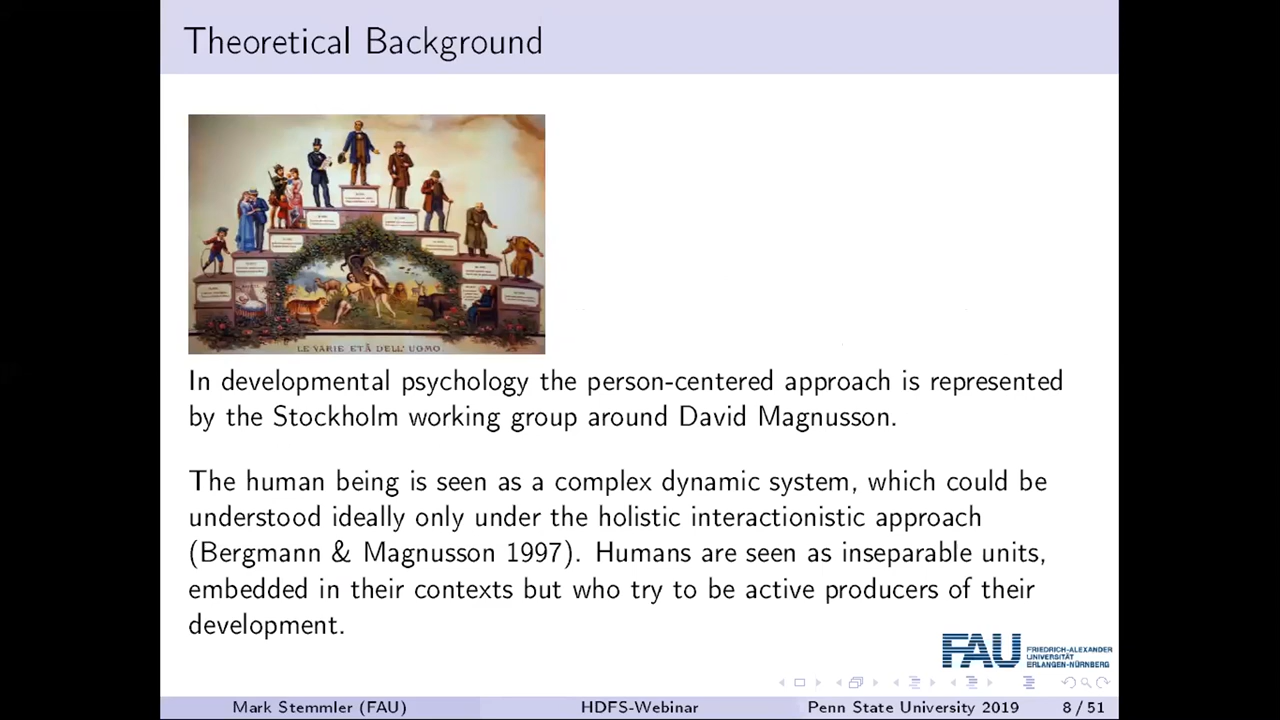 Theoretical Background
LE VARIE ETÀ DELL'UOMO
In developmental psychology the person-centered approach is represented
by the Stockholm working group around David Magnusson.
The human being is seen as a complex dynamic system, which could be
understood ideally only under the holistic interactionistic approach
(Bergmann & Magnusson 1997). Humans are seen as inseparable units,
embedded in their contexts but who try to be active producers of their
development.
FAU
FRIEDRICH-ALEXANDER
UNIVERSITÄT
ERLANGEN-NÜRNBERG
Mark Stemmler (FAU) HDFS-Webinar Penn State University 2019 8 / 51